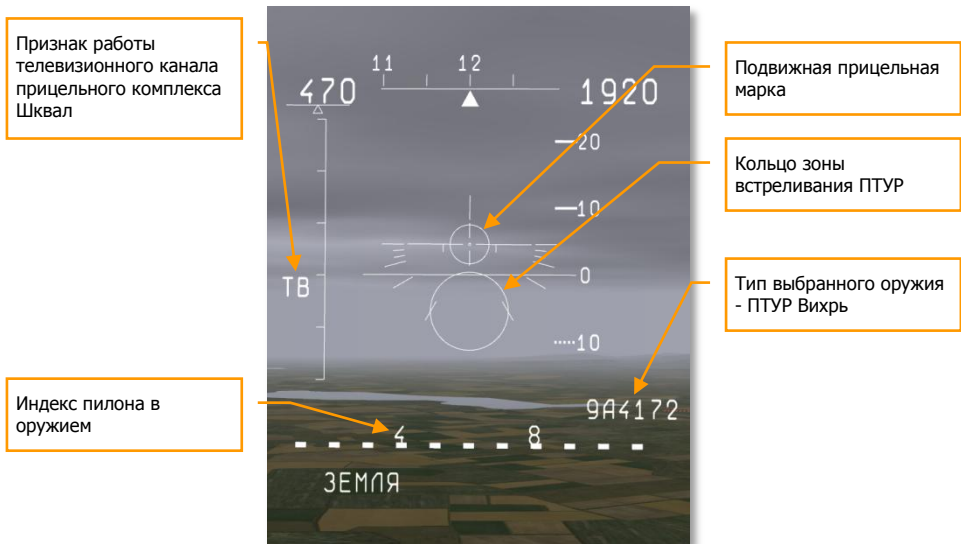 Признак работы
телевизионного канала
прицельного комплекса
Шквал
Индекс пилона в
оружием
11 12
470 1920
20
10
0
ТВ
10
9А4172
4 8
ЗЕМЛЯ
Подвижная прицельная
марка
Кольцо зоны
встреливания ПТУР
Тип выбранного оружия
- ПТУР Вихрь